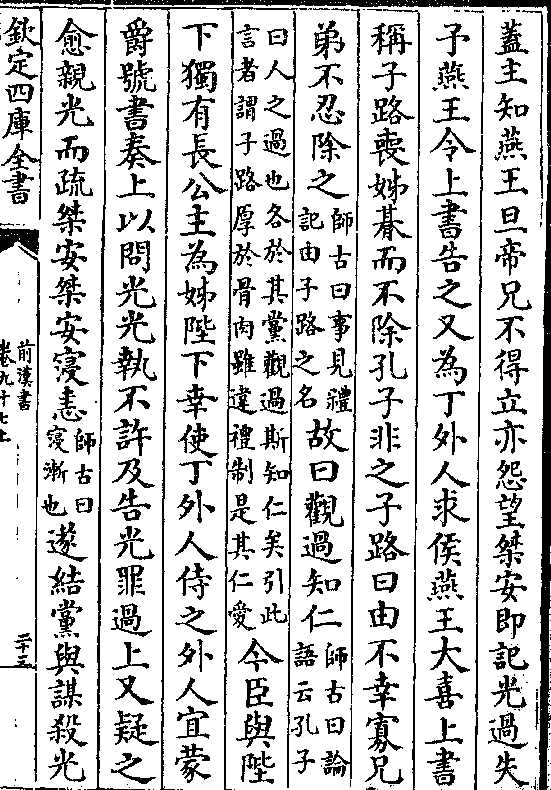 蓋主知燕王旦帝兄不得立亦怨望桀安即記光過失
予燕王令上書告之又為丁外人求侯燕王大喜上書
稱子路喪姊朞而不除孔子非之子路曰由不幸寡兄
弟不忍除之師古曰事見禮記由子路之名故曰觀過知仁師古曰論語云孔子
曰人之過也各於其黨觀過斯知仁矣引此言者謂子路厚於骨肉雖違禮制是其仁愛今臣與陛
下獨有長公主為姊陛下幸使丁外人侍之外人宜蒙
爵號書奏上以問光光執不許及告光罪過上又疑之
愈親光而疏桀安桀安寖恚師古曰寖漸也遂結黨與謀殺光
欽定四庫全書
前漢書
卷九十七上
二十三